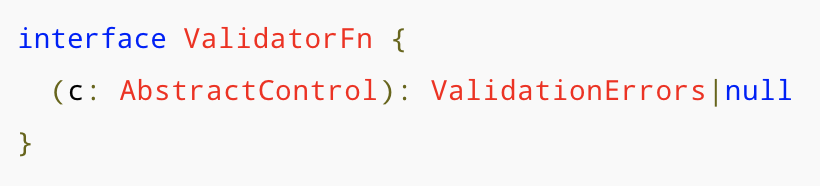 interface ValidatorFn {
(c: AbstractControl): ValidationErrors|null
}